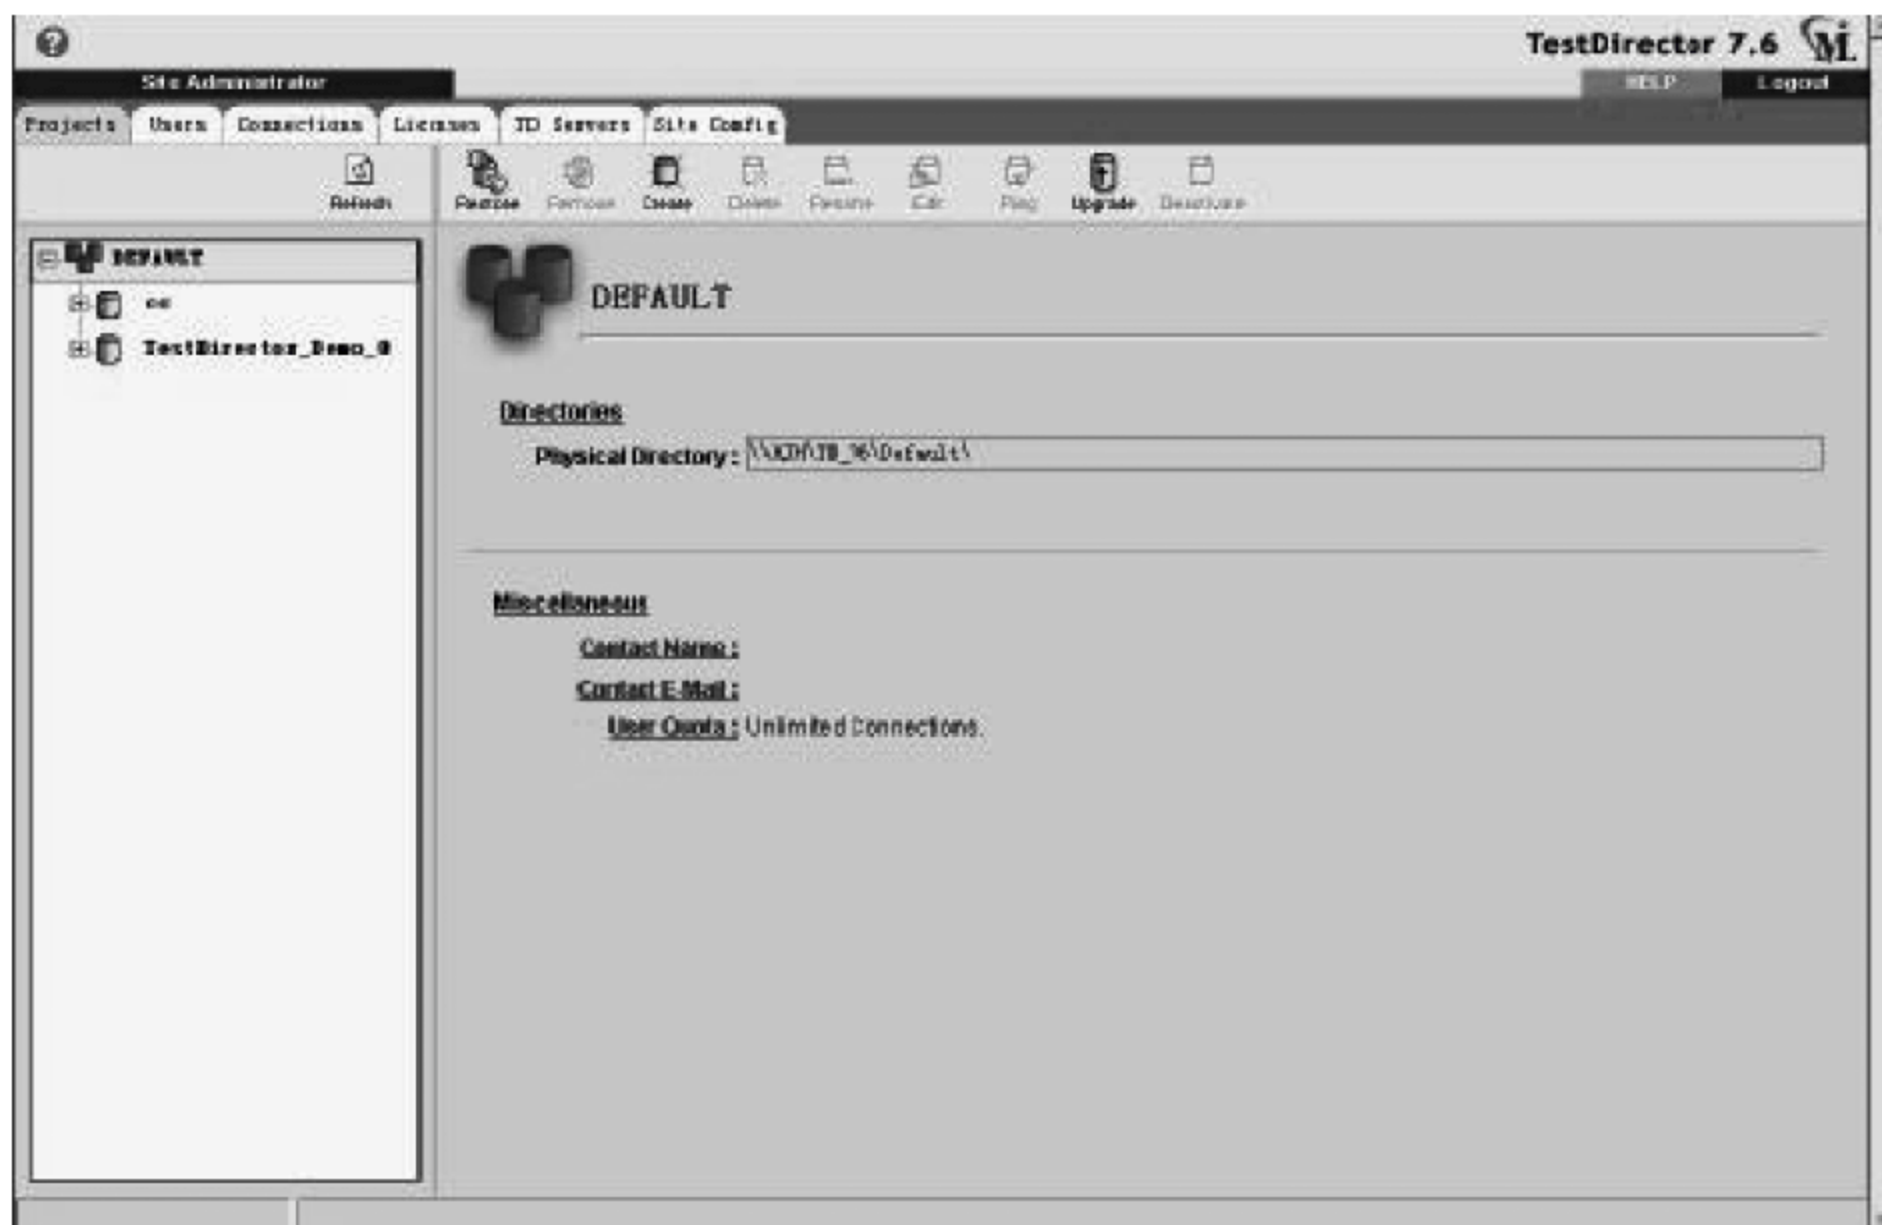 TestDirector 7.6
Site Administrator
HELP
Logout
Projects
Users
Connections
Licenses
TD Servers
Site Config
Refresh
Restore
Remove
Create
Delete
Rename
Edit
Ping
Upgrade
Deactivate
DEFAULT
TestDirector_Demo_0
DEFAULT
Directories
Physical Directory :
Miscellaneous
Contact Name :
Contact E-Mail :
User Quota : Unlimited Connections.